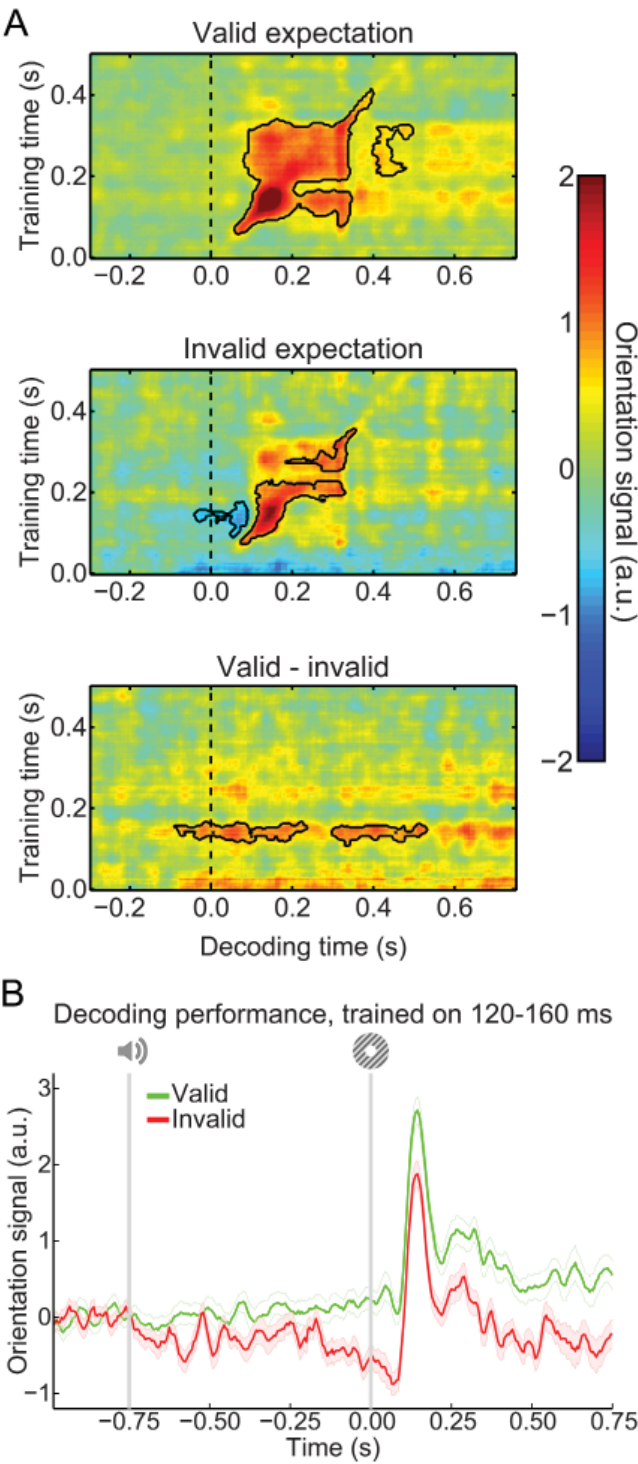 A
Valid expectation
Training time (s)
0.4
0.2
0.0
−0.2 0.0 0.2 0.4 0.6
Invalid expectation
Training time (s)
0.4
0.2
0.0
−0.2 0.0 0.2 0.4 0.6
Valid - invalid
Training time (s)
0.4
0.2
0.0
−0.2 0.0 0.2 0.4 0.6
Decoding time (s)
2
1
0
−1
−2
Orientation signal (a.u.)
B
Decoding performance, trained on 120-160 ms
Valid
Invalid
Orientation signal (a.u.)
3
2
1
0
−1
−0.75 −0.50 −0.25 0.00 0.25 0.50 0.75
Time (s)